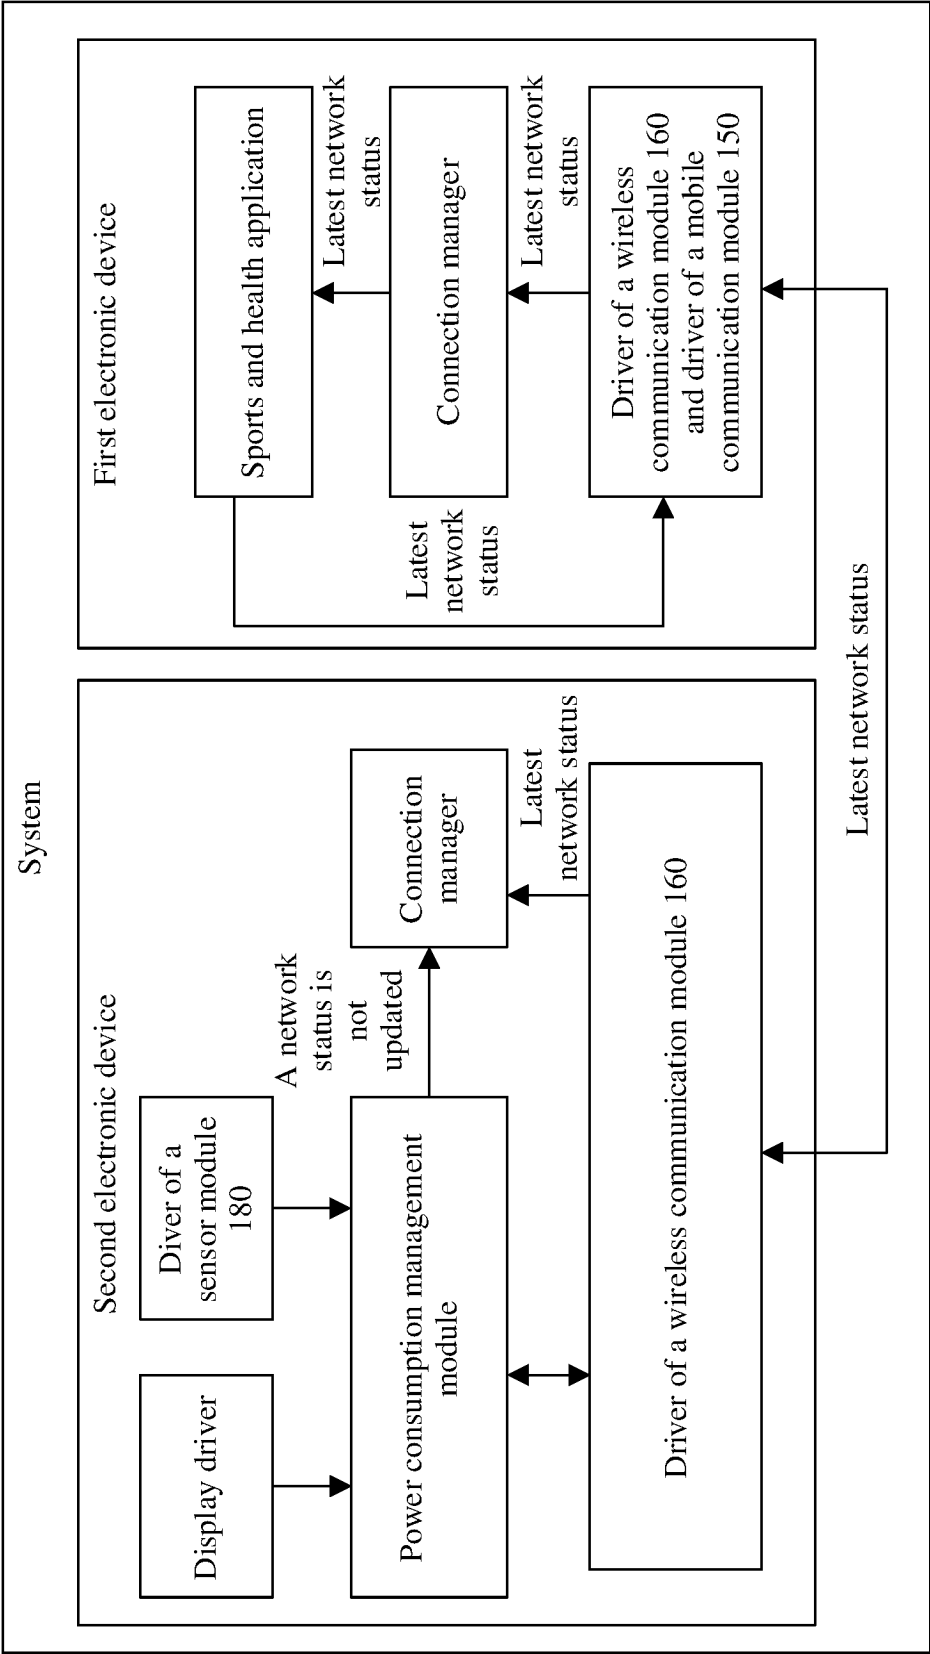 System
Second electronic device
Display driver
Diver of a
sensor module
180
Power consumption management
module
A network
status is
not
updated
Connection
manager
Latest
network status
Driver of a wireless communication module 160
First electronic device
Sports and health application
Latest network
status
Connection manager
Latest network
status
Latest
network
status
Driver of a wireless
communication module 160
and driver of a mobile
communication module 150
Latest network status